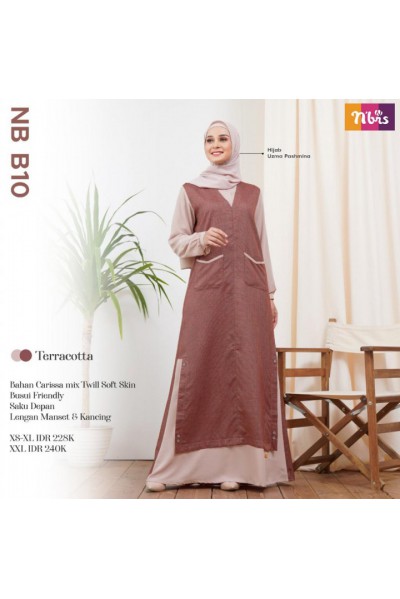 NB B10
Nbrs
Hijab
Uzma Pashmina
Terracotta
Bahan Carissa mix Twill Soft Skin
Busui Friendly
Saku Depan
Lengan Manset & Kancing
XS-XL IDR 228K
XXL IDR 240K